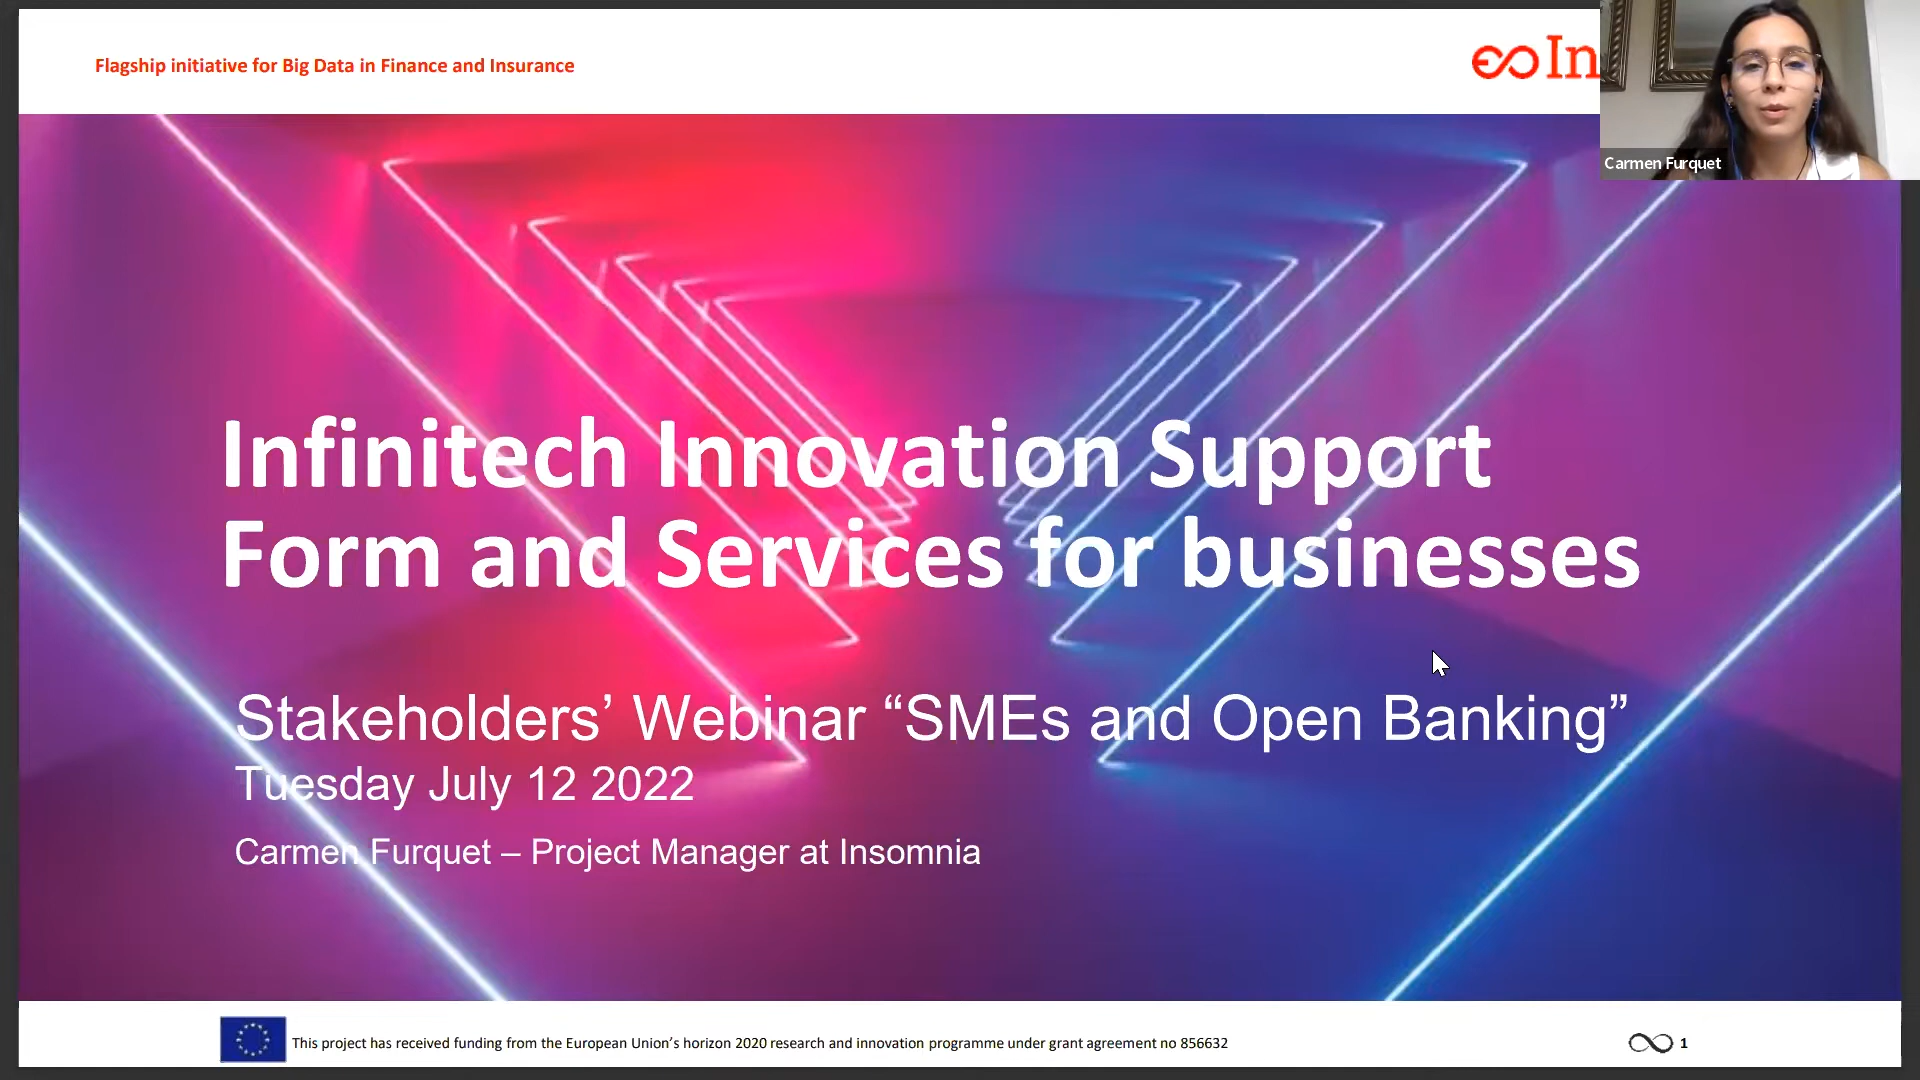 Flagship initiative for Big Data in Finance and Insurance
In
Carmen Furquet
Infinitech Innovation Support
Form and Services for businesses
Stakeholders’ Webinar “SMEs and Open Banking”
Tuesday July 12 2022
Carmen Furquet – Project Manager at Insomnia
This project has received funding from the European Union’s horizon 2020 research and innovation programme under grant agreement no 856632
1